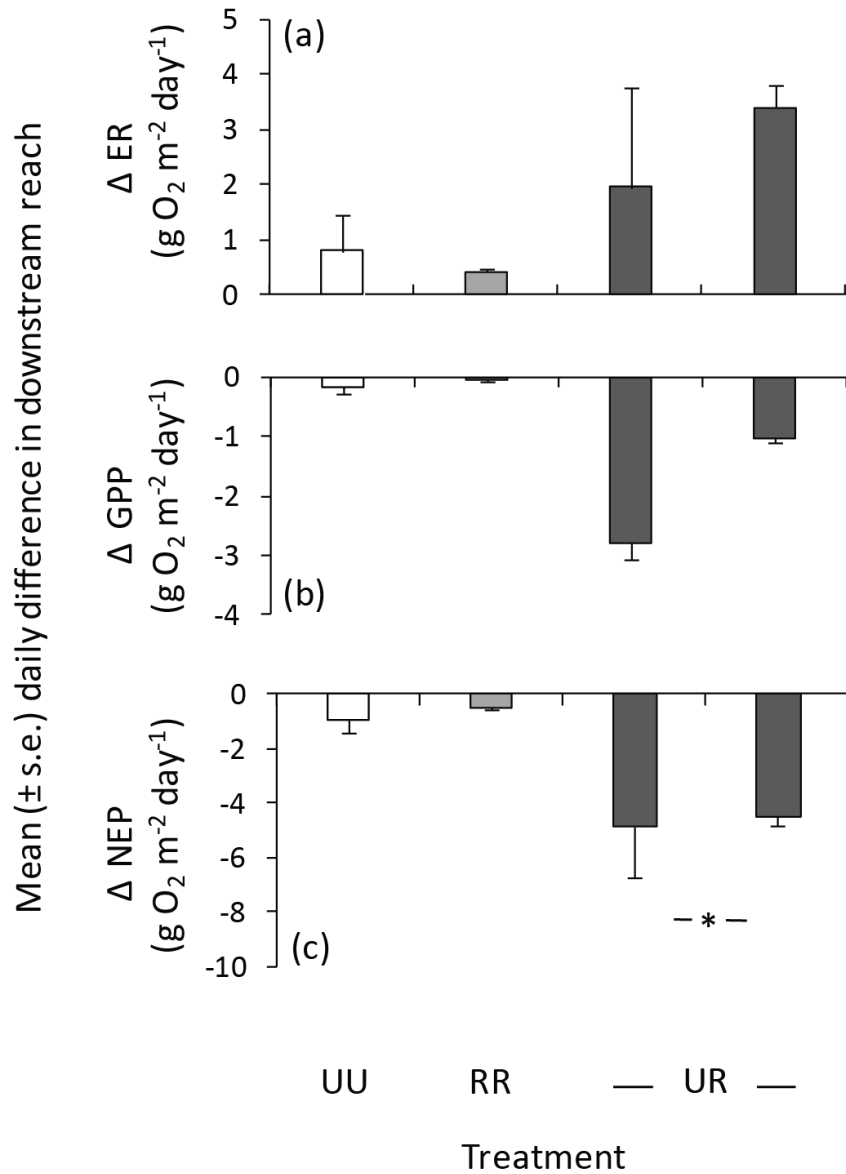 Mean (± s.e.) daily difference in downstream reach
(a)
Δ ER
(g O₂ m⁻² day⁻¹)
5
4
3
2
1
0
(b)
Δ GPP
(g O₂ m⁻² day⁻¹)
0
-1
-2
-3
-4
(c)
Δ NEP
(g O₂ m⁻² day⁻¹)
0
-2
-4
-6
-8
-10
— * —
UU RR — UR —
Treatment